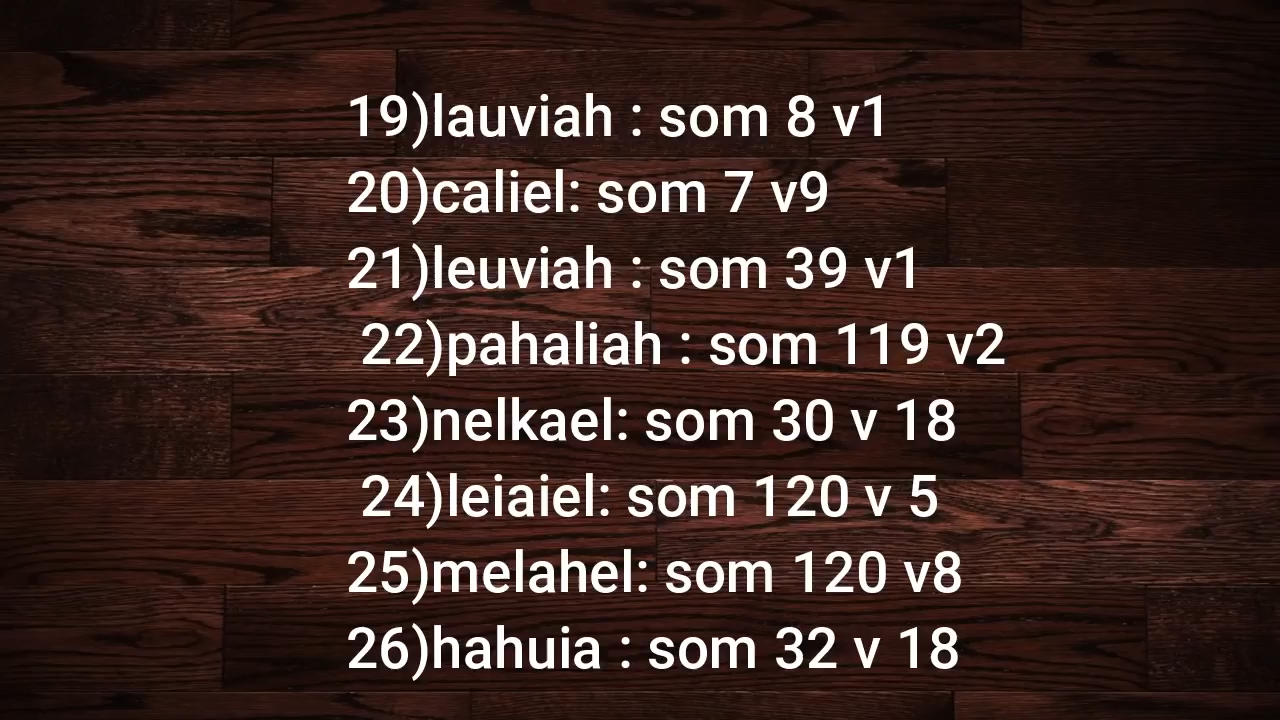 19)lauviah : som 8 v1
20)caliel: som 7 v9
21)leuviah : som 39 v1
22)pahaliah : som 119 v2
23)nelkael: som 30 v 18
24)leiaiel: som 120 v 5
25)melahel: som 120 v8
26)hahuia : som 32 v 18